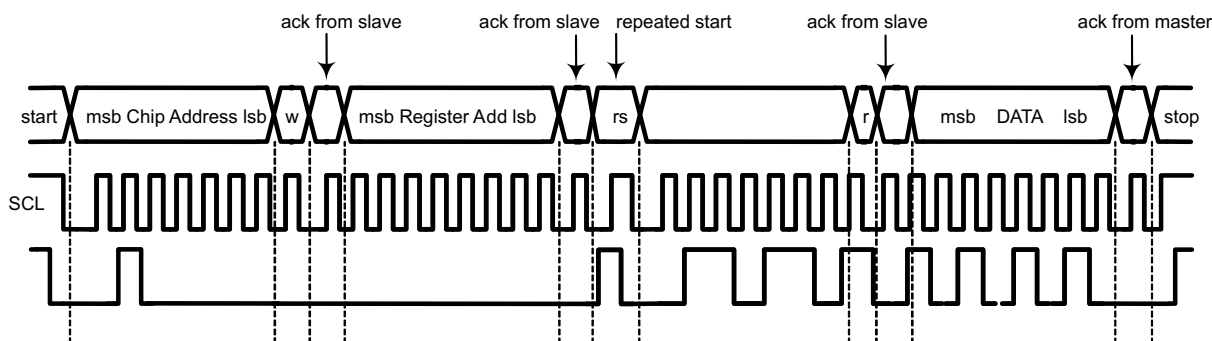 ack from slave ack from slave repeated start ack from slave ack from master
start msb Chip Address lsb w msb Register Add lsb rs r msb DATA lsb stop
SCL